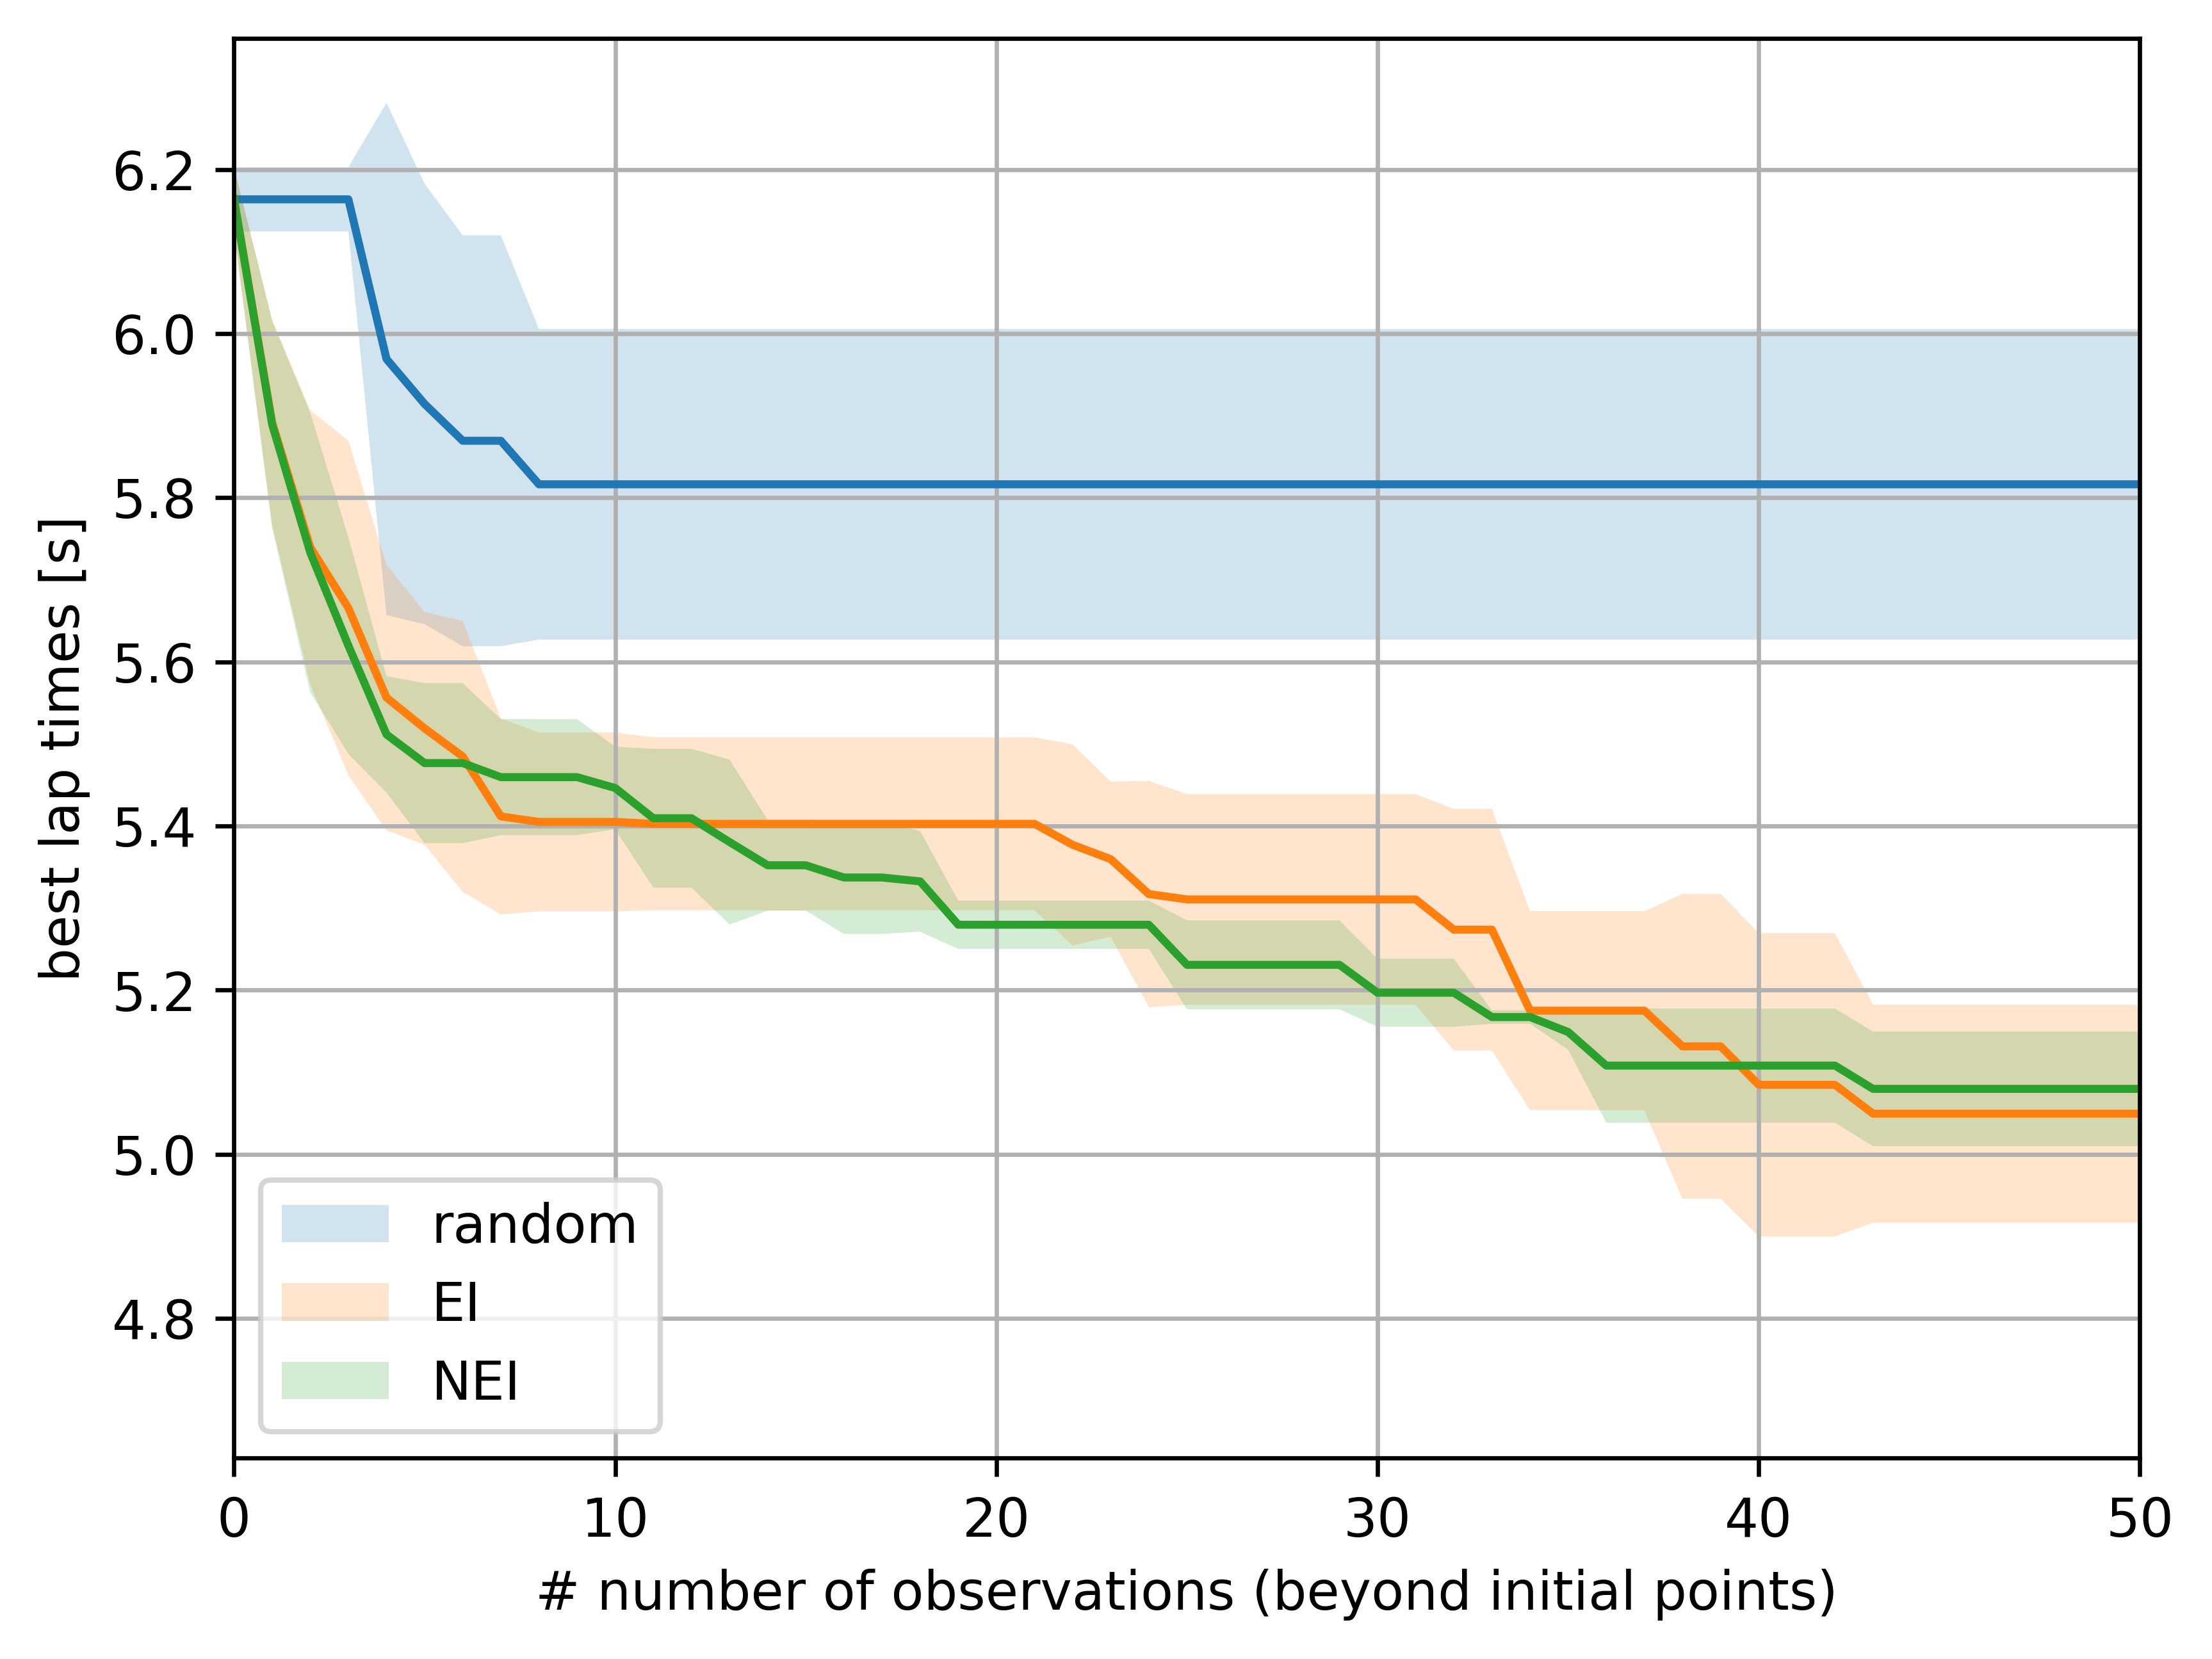 best lap times [s]
6.2
6.0
5.8
5.6
5.4
5.2
5.0
4.8
random
EI
NEI
0 10 20 30 40 50
# number of observations (beyond initial points)